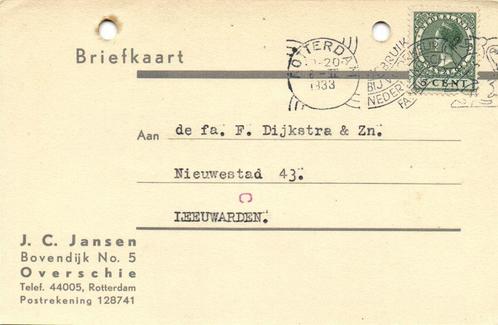 Briefkaart
ROTTERDAM
1933
NEDERLAND
5 CENT
Aan
de fa. F. Dijkstra & Zn.
Nieuwestad 43.
C
LEEUWARDEN.
J. C. Jansen
Bovendijk No. 5
Overschie
Telef. 44005, Rotterdam
Postrekening 128741